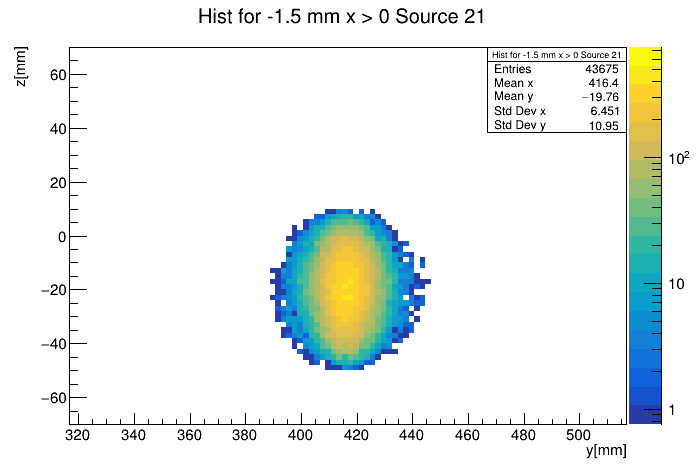 Hist for -1.5 mm x > 0 Source 21
z[mm]
Hist for -1.5 mm x > 0 Source 21
Entries 43675
Mean x 416.4
Mean y −19.76
Std Dev x 6.451
Std Dev y 10.95
60
40
20
0
−20
−40
−60
10²
10
1
320 340 360 380 400 420 440 460 480 500
y[mm]